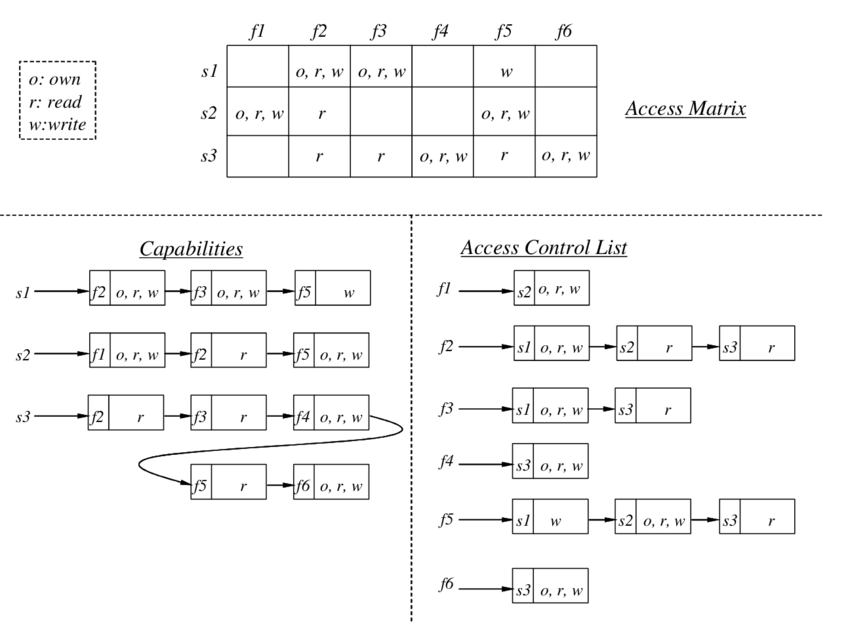 f1 f2 f3 f4 f5 f6
o: own
r: read
w:write
s1 o, r, w o, r, w w
s2 o, r, w r o, r, w
s3 r r o, r, w r o, r, w
Access Matrix
Capabilities
s1 f2 o, r, w f3 o, r, w f5 w
s2 f1 o, r, w f2 r f5 o, r, w
s3 f2 r f3 r f4 o, r, w
f5 r f6 o, r, w
Access Control List
f1 s2 o, r, w
f2 s1 o, r, w s2 r s3 r
f3 s1 o, r, w s3 r
f4 s3 o, r, w
f5 s1 w s2 o, r, w s3 r
f6 s3 o, r, w